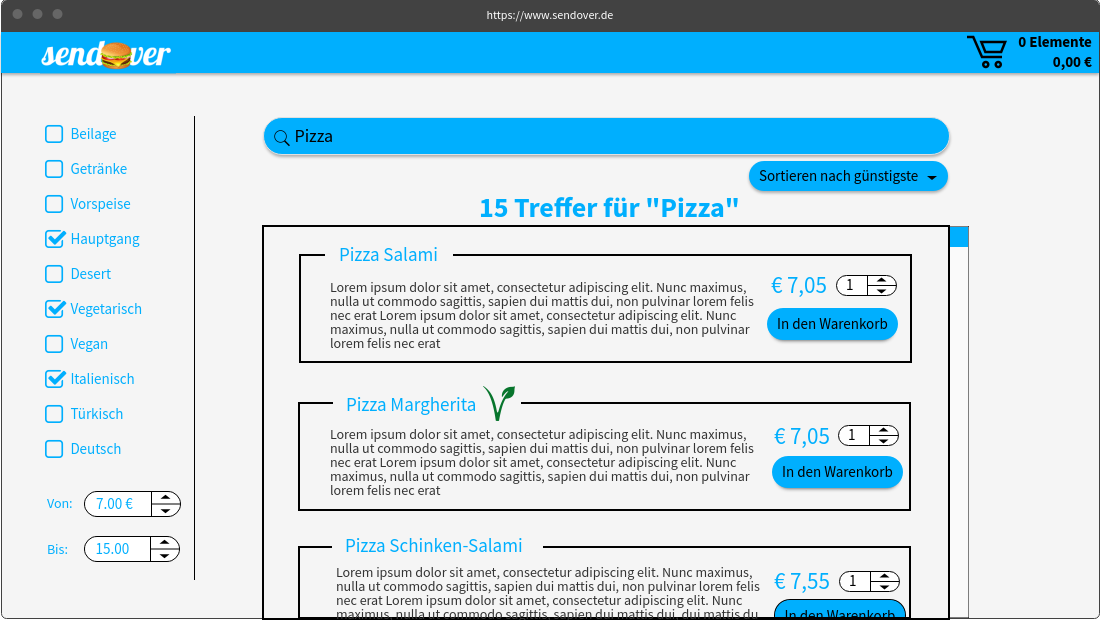 https://www.sendover.de
sendover
0 Elemente
0,00 €
Beilage
Getränke
Vorspeise
Hauptgang
Desert
Vegetarisch
Vegan
Italienisch
Türkisch
Deutsch
Von: 7.00 €
Bis: 15.00
Pizza
Sortieren nach günstigste
15 Treffer für "Pizza"
Pizza Salami
Lorem ipsum dolor sit amet, consectetur adipiscing elit. Nunc maximus,
nulla ut commodo sagittis, sapien dui mattis dui, non pulvinar lorem felis
nec erat Lorem ipsum dolor sit amet, consectetur adipiscing elit. Nunc
maximus, nulla ut commodo sagittis, sapien dui mattis dui, non pulvinar
lorem felis nec erat
€ 7,05 1
In den Warenkorb
Pizza Margherita
Lorem ipsum dolor sit amet, consectetur adipiscing elit. Nunc maximus,
nulla ut commodo sagittis, sapien dui mattis dui, non pulvinar lorem felis
nec erat Lorem ipsum dolor sit amet, consectetur adipiscing elit. Nunc
maximus, nulla ut commodo sagittis, sapien dui mattis dui, non pulvinar
lorem felis nec erat
€ 7,05 1
In den Warenkorb
Pizza Schinken-Salami
Lorem ipsum dolor sit amet, consectetur adipiscing elit. Nunc maximus,
nulla ut commodo sagittis, sapien dui mattis dui, non pulvinar lorem felis
nec erat Lorem ipsum dolor sit amet, consectetur adipiscing elit. Nunc
maximus, nulla ut commodo sagittis, sapien dui mattis dui, dui mattis du
€ 7,55 1
In den Warenkorb